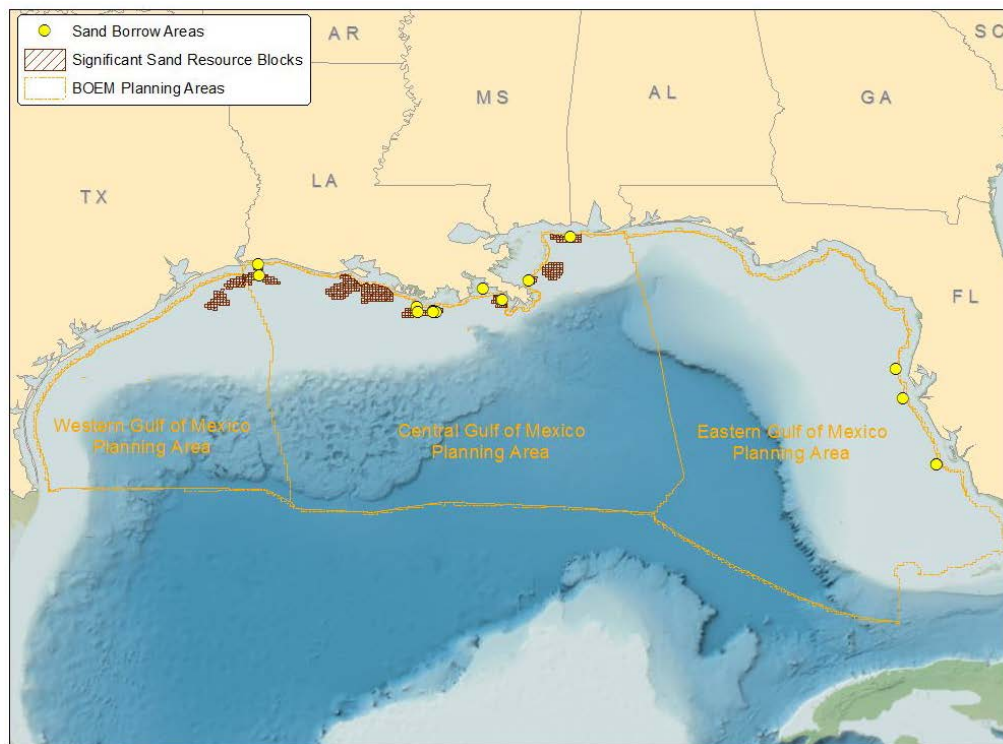 Sand Borrow Areas
Significant Sand Resource Blocks
BOEM Planning Areas
AR
SC
MS
AL
GA
LA
TX
FL
Western Gulf of Mexico
Planning Area
Central Gulf of Mexico
Planning Area
Eastern Gulf of Mexico
Planning Area